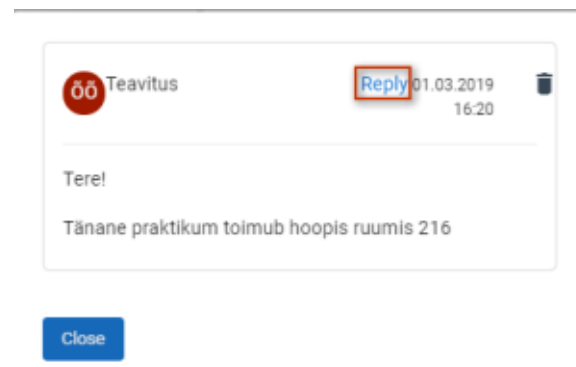 õõ Teavitus Reply 01.03.2019
16:20
Tere!
Tänane praktikum toimub hoopis ruumis 216
Close